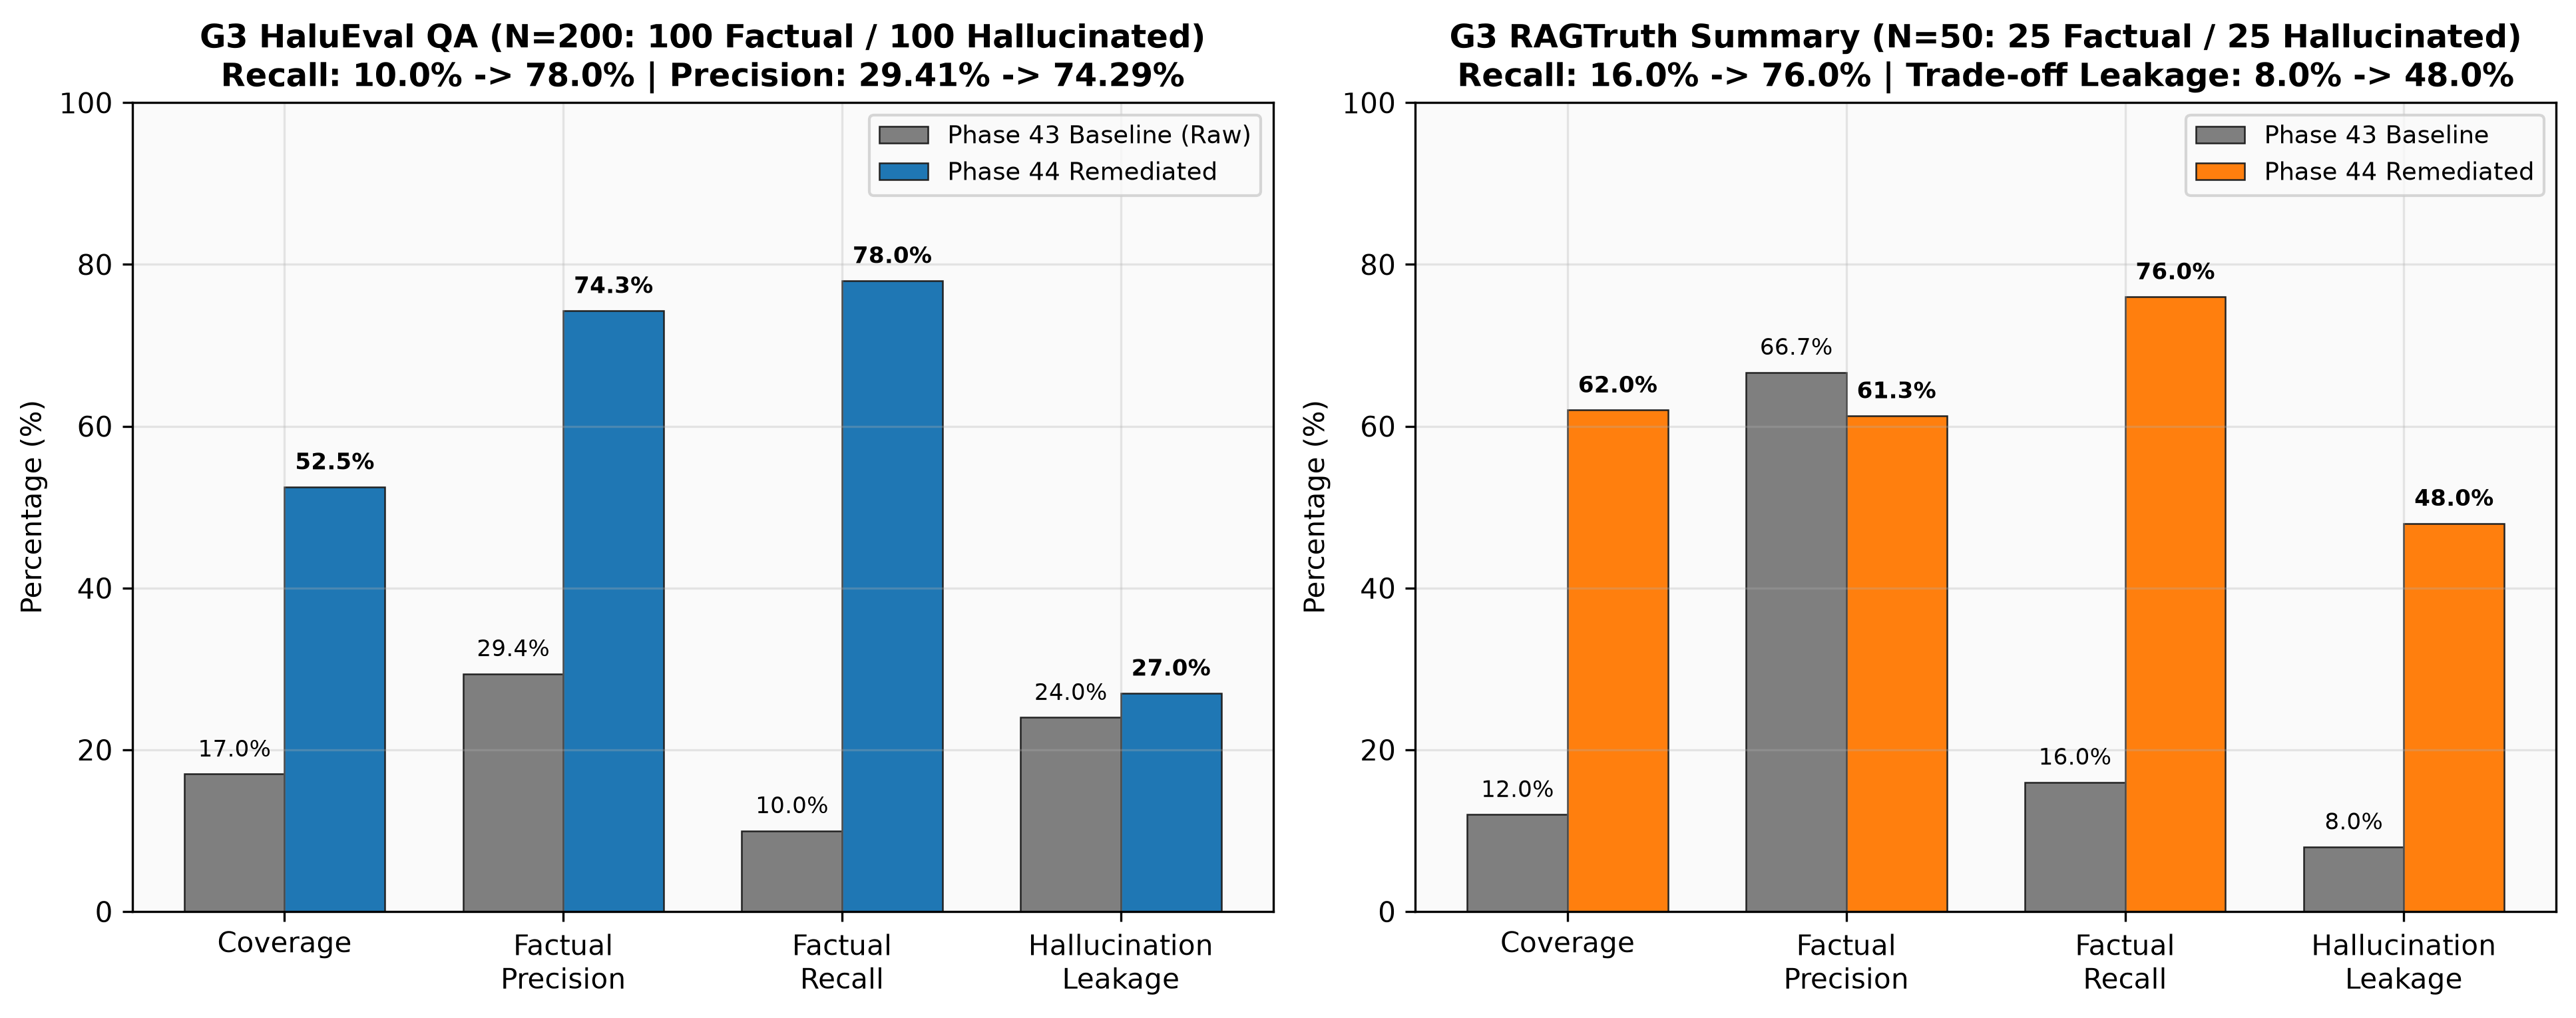 G3 HaluEval QA (N=200: 100 Factual / 100 Hallucinated)
Recall: 10.0% -> 78.0% | Precision: 29.41% -> 74.29%
Percentage (%)
100
80
60
40
20
0
Phase 43 Baseline (Raw)
Phase 44 Remediated
17.0%
52.5%
29.4%
74.3%
10.0%
78.0%
24.0%
27.0%
Coverage
Factual
Precision
Factual
Recall
Hallucination
Leakage
G3 RAGTruth Summary (N=50: 25 Factual / 25 Hallucinated)
Recall: 16.0% -> 76.0% | Trade-off Leakage: 8.0% -> 48.0%
Percentage (%)
100
80
60
40
20
0
Phase 43 Baseline
Phase 44 Remediated
12.0%
62.0%
66.7%
61.3%
16.0%
76.0%
8.0%
48.0%
Coverage
Factual
Precision
Factual
Recall
Hallucination
Leakage